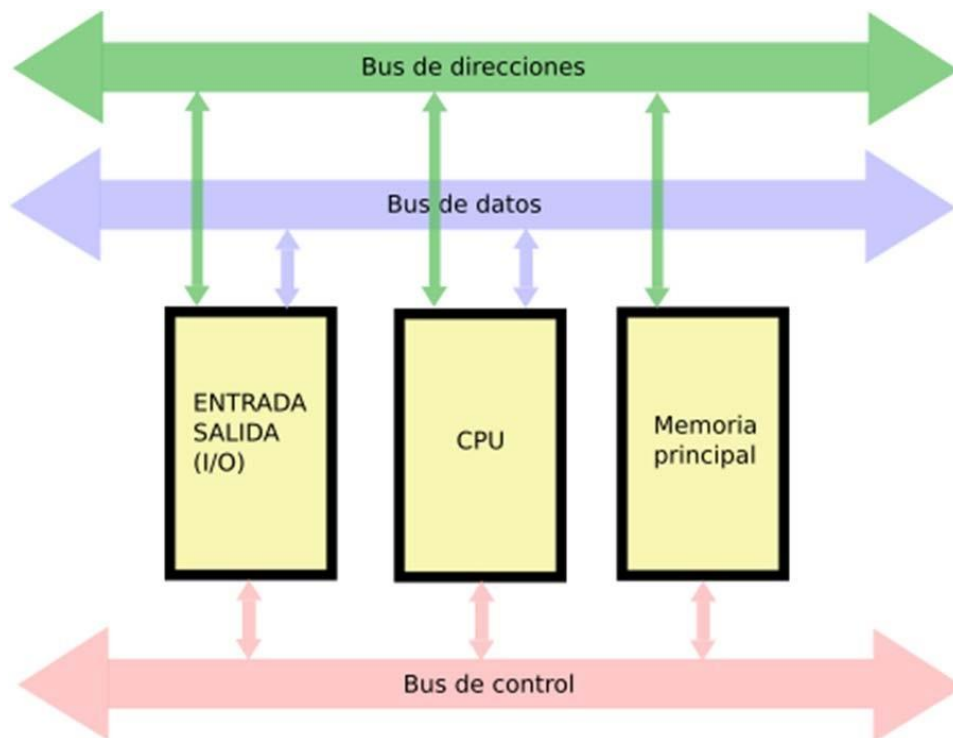 Bus de direcciones
Bus de datos
ENTRADA
SALIDA
(I/O)
CPU
Memoria
principal
Bus de control